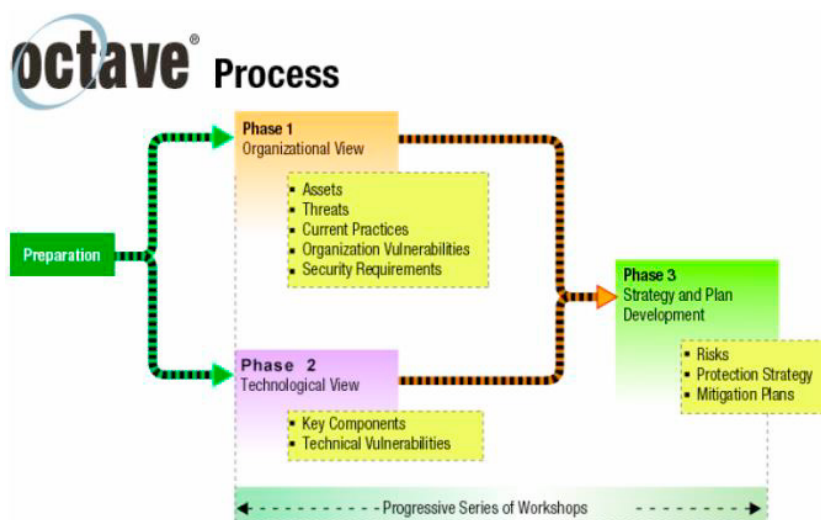 octave® Process
Phase 1
Organizational View
▪ Assets
▪ Threats
▪ Current Practices
▪ Organization Vulnerabilities
▪ Security Requirements
Preparation
Phase 3
Strategy and Plan
Development
▪ Risks
▪ Protection Strategy
▪ Mitigation Plans
Phase 2
Technological View
▪ Key Components
▪ Technical Vulnerabilities
Progressive Series of Workshops